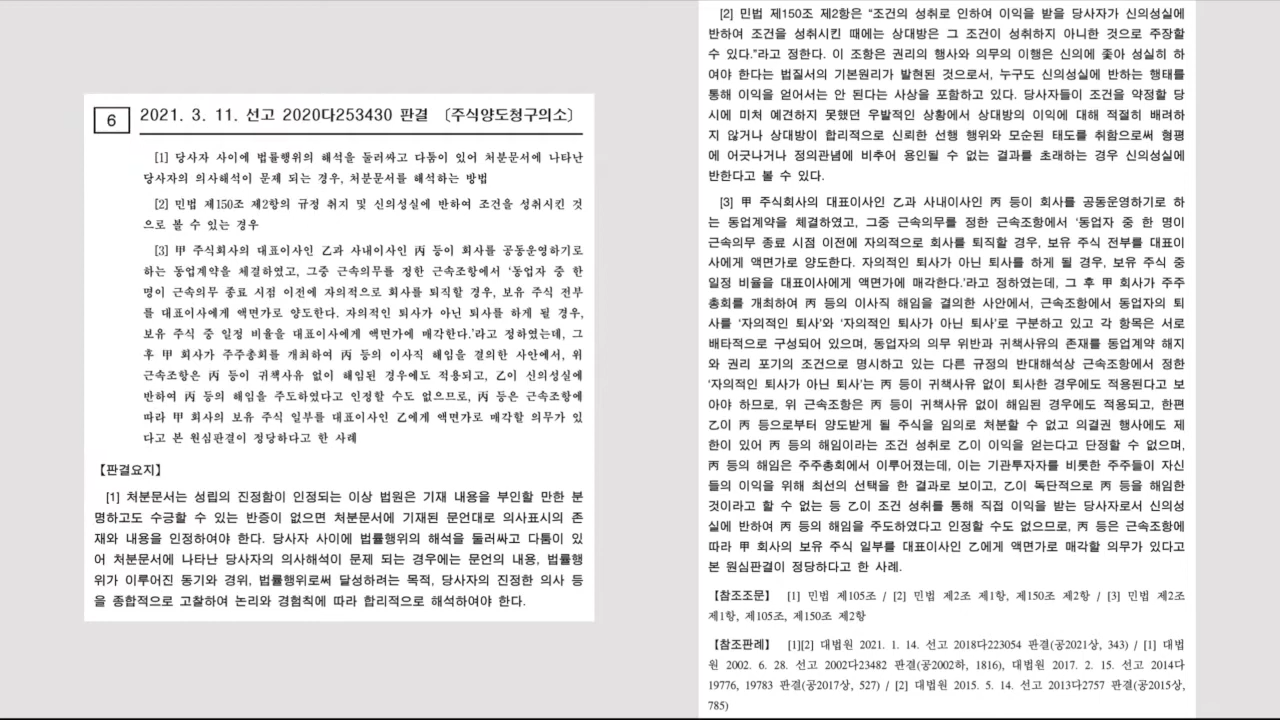 6
2021. 3. 11. 선고 2020다253430 판결 〔주식양도청구의소〕
[1] 당사자 사이에 법률행위의 해석을 둘러싸고 다툼이 있어 처분문서에 나타난
당사자의 의사해석이 문제 되는 경우, 처분문서를 해석하는 방법
[2] 민법 제150조 제2항의 규정 취지 및 신의성실에 반하여 조건을 성취시킨 것
으로 볼 수 있는 경우
[3] 甲 주식회사의 대표이사인 乙과 사내이사인 丙 등이 회사를 공동운영하기로
하는 동업계약을 체결하였고, 그중 근속의무를 정한 근속조항에서 ‘동업자 중 한
명이 근속의무 종료 시점 이전에 자의적으로 회사를 퇴직할 경우, 보유 주식 전부
를 대표이사에게 액면가로 양도한다. 자의적인 퇴사가 아닌 퇴사를 하게 될 경우,
보유 주식 중 일정 비율을 대표이사에게 액면가에 매각한다.’라고 정하였는데, 그
후 甲 회사가 주주총회를 개최하여 丙 등의 이사직 해임을 결의한 사안에서, 위
근속조항은 丙 등이 귀책사유 없이 해임된 경우에도 적용되고, 乙이 신의성실에
반하여 丙 등의 해임을 주도하였다고 인정할 수도 없으므로, 丙 등은 근속조항에
따라 甲 회사의 보유 주식 일부를 대표이사인 乙에게 액면가로 매각할 의무가 있
다고 본 원심판결이 정당하다고 한 사례
【판결요지】
[1] 처분문서는 성립의 진정함이 인정되는 이상 법원은 기재 내용을 부인할 만한 분
명하고도 수긍할 수 있는 반증이 없으면 처분문서에 기재된 문언대로 의사표시의 존
재와 내용을 인정하여야 한다. 당사자 사이에 법률행위의 해석을 둘러싸고 다툼이 있
어 처분문서에 나타난 당사자의 의사해석이 문제 되는 경우에는 문언의 내용, 법률행
위가 이루어진 동기와 경위, 법률행위로써 달성하려는 목적, 당사자의 진정한 의사 등
을 종합적으로 고찰하여 논리와 경험칙에 따라 합리적으로 해석하여야 한다.
[2] 민법 제150조 제2항은 “조건의 성취로 인하여 이익을 받을 당사자가 신의성실에
반하여 조건을 성취시킨 때에는 상대방은 그 조건이 성취하지 아니한 것으로 주장할
수 있다.”라고 정한다. 이 조항은 권리의 행사와 의무의 이행은 신의에 좇아 성실히 하
여야 한다는 법질서의 기본원리가 발현된 것으로서, 누구도 신의성실에 반하는 행태를
통해 이익을 얻어서는 안 된다는 사상을 포함하고 있다. 당사자들이 조건을 약정할 당
시에 미처 예견하지 못했던 우발적인 상황에서 상대방의 이익에 대해 적절히 배려하
지 않거나 상대방이 합리적으로 신뢰한 선행 행위와 모순된 태도를 취함으로써 형평
에 어긋나거나 정의관념에 비추어 용인될 수 없는 결과를 초래하는 경우 신의성실에
반한다고 볼 수 있다.
[3] 甲 주식회사의 대표이사인 乙과 사내이사인 丙 등이 회사를 공동운영하기로 하
는 동업계약을 체결하였고, 그중 근속의무를 정한 근속조항에서 ‘동업자 중 한 명이
근속의무 종료 시점 이전에 자의적으로 회사를 퇴직할 경우, 보유 주식 전부를 대표이
사에게 액면가로 양도한다. 자의적인 퇴사가 아닌 퇴사를 하게 될 경우, 보유 주식 중
일정 비율을 대표이사에게 액면가에 매각한다.’라고 정하였는데, 그 후 甲 회사가 주주
총회를 개최하여 丙 등의 이사직 해임을 결의한 사안에서, 근속조항에서 동업자의 퇴
사를 ‘자의적인 퇴사’와 ‘자의적인 퇴사가 아닌 퇴사’로 구분하고 있고 각 항목은 서로
배타적으로 구성되어 있으며, 동업자의 의무 위반과 귀책사유의 존재를 동업계약 해지
와 권리 포기의 조건으로 명시하고 있는 다른 규정의 반대해석상 근속조항에서 정한
‘자의적인 퇴사가 아닌 퇴사’는 丙 등이 귀책사유 없이 퇴사한 경우에도 적용된다고 보
아야 하므로, 위 근속조항은 丙 등이 귀책사유 없이 해임된 경우에도 적용되고, 한편
乙이 丙 등으로부터 양도받게 될 주식을 임의로 처분할 수 없고 의결권 행사에도 제
한이 있어 丙 등의 해임이라는 조건 성취로 乙이 이익을 얻는다고 단정할 수 없으며,
丙 등의 해임은 주주총회에서 이루어졌는데, 이는 기관투자자를 비롯한 주주들이 자신
들의 이익을 위해 최선의 선택을 한 결과로 보이고, 乙이 독단적으로 丙 등을 해임한
것이라고 할 수 없는 등 乙이 조건 성취를 통해 직접 이익을 받는 당사자로서 신의성
실에 반하여 丙 등의 해임을 주도하였다고 인정할 수도 없으므로, 丙 등은 근속조항에
따라 甲 회사의 보유 주식 일부를 대표이사인 乙에게 액면가로 매각할 의무가 있다고
본 원심판결이 정당하다고 한 사례.
【참조조문】 [1] 민법 제105조 / [2] 민법 제2조 제1항, 제150조 제2항 / [3] 민법 제2조
제1항, 제105조, 제150조 제2항
【참조판례】 [1][2] 대법원 2021. 1. 14. 선고 2018다223054 판결(공2021상, 343) / [1] 대법
원 2002. 6. 28. 선고 2002다23482 판결(공2002하, 1816), 대법원 2017. 2. 15. 선고 2014다
19776, 19783 판결(공2017상, 527) / [2] 대법원 2015. 5. 14. 선고 2013다2757 판결(공2015상,
785)